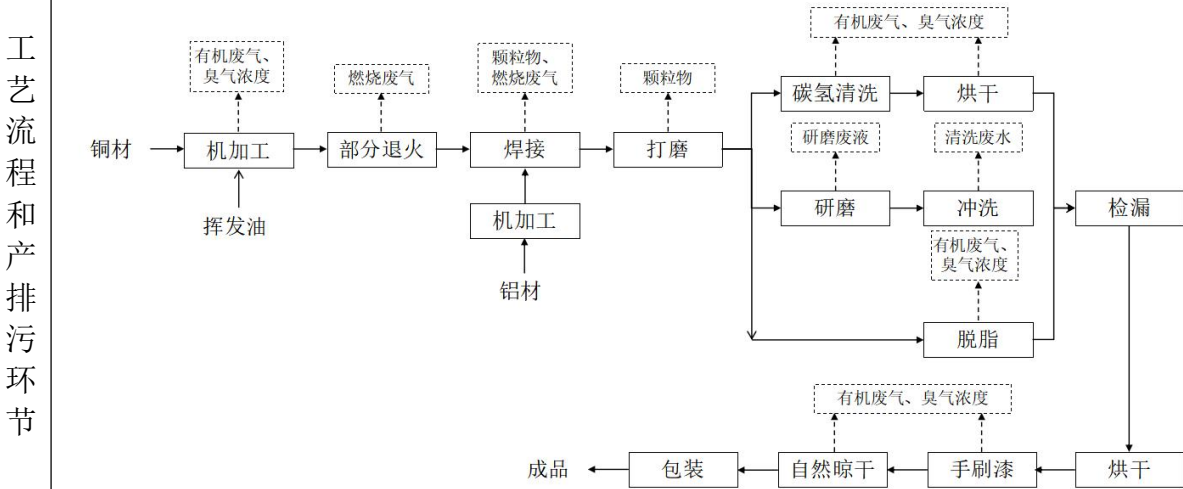 工艺流程和产排污环节
有机废气、臭气浓度
有机废气、
臭气浓度
燃烧废气
颗粒物、
燃烧废气
颗粒物
碳氢清洗
烘干
研磨废液
清洗废水
铜材
机加工
部分退火
焊接
打磨
研磨
冲洗
检漏
挥发油
机加工
有机废气、
臭气浓度
铝材
脱脂
有机废气、臭气浓度
成品
包装
自然晾干
手刷漆
烘干